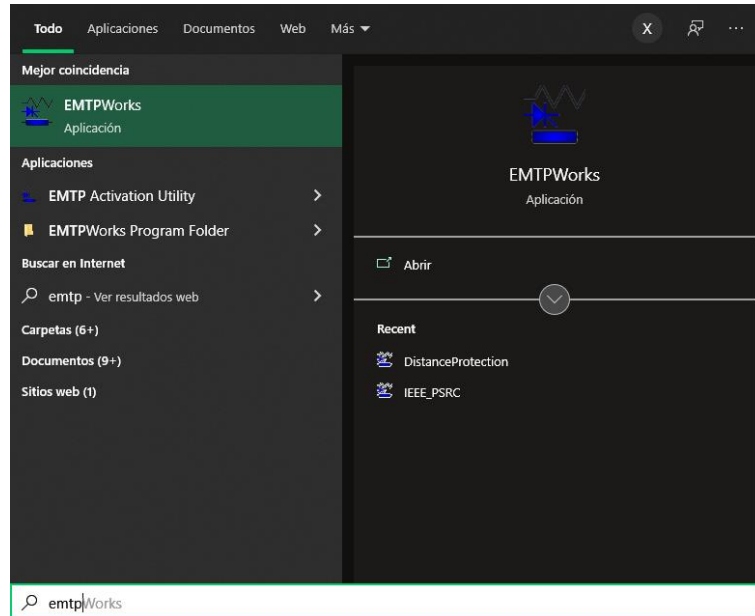 Todo Aplicaciones Documentos Web Más
X
Mejor coincidencia
EMTPWorks
Aplicación
Aplicaciones
EMTP Activation Utility
EMTPWorks Program Folder
Buscar en Internet
emtp - Ver resultados web
Carpetas (6+)
Documentos (9+)
Sitios web (1)
EMTPWorks
Aplicación
Abrir
Recent
DistanceProtection
IEEE_PSRC
emtpWorks